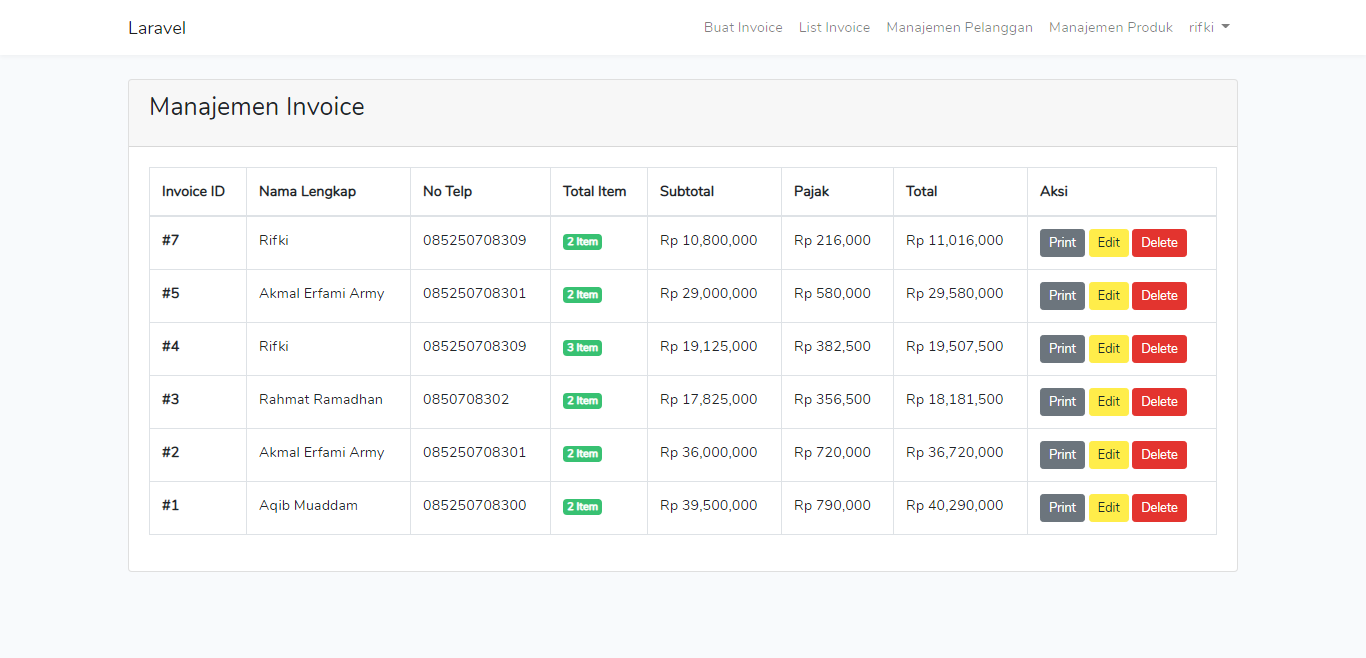 Laravel Buat Invoice List Invoice Manajemen Pelanggan Manajemen Produk rifki
Manajemen Invoice
Invoice ID Nama Lengkap No Telp Total Item Subtotal Pajak Total Aksi
#7 Rifki 085250708309 2 Item Rp 10,800,000 Rp 216,000 Rp 11,016,000 Print Edit Delete
#5 Akmal Erfami Army 085250708301 2 Item Rp 29,000,000 Rp 580,000 Rp 29,580,000 Print Edit Delete
#4 Rifki 085250708309 3 Item Rp 19,125,000 Rp 382,500 Rp 19,507,500 Print Edit Delete
#3 Rahmat Ramadhan 0850708302 2 Item Rp 17,825,000 Rp 356,500 Rp 18,181,500 Print Edit Delete
#2 Akmal Erfami Army 085250708301 2 Item Rp 36,000,000 Rp 720,000 Rp 36,720,000 Print Edit Delete
#1 Aqib Muaddam 085250708300 2 Item Rp 39,500,000 Rp 790,000 Rp 40,290,000 Print Edit Delete